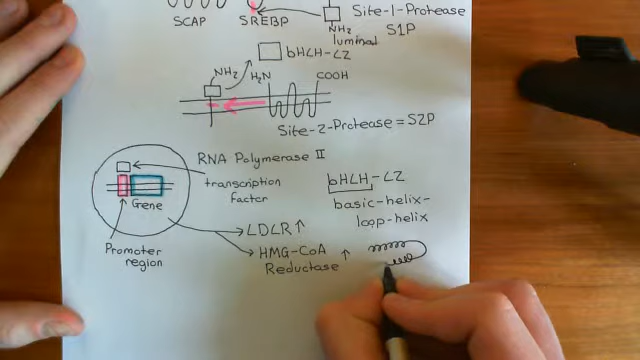 SCAP
SREBP
Site-1-Protease
S1P
NH2
luminal
bHLH-LZ
NH2
H2N
COOH
Site-2-Protease = S2P
RNA Polymerase II
transcription
factor
Gene
Promoter
region
LDLR ↑
HMG-CoA ↑
Reductase
bHLH-LZ
basic-helix-
loop-helix